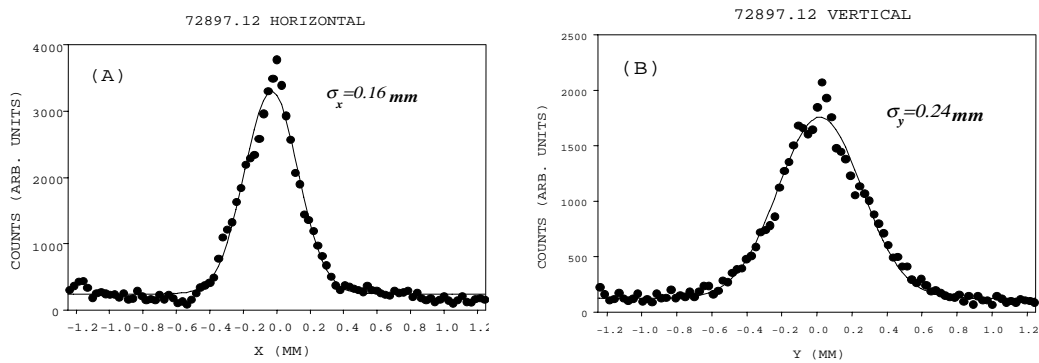 72897.12 HORIZONTAL
(A)
σx=0.16 mm
COUNTS (ARB. UNITS)
4000
3000
2000
1000
0
-1.2 -1.0 -0.8 -0.6 -0.4 -0.2 0.0 0.2 0.4 0.6 0.8 1.0 1.2
X (MM)
72897.12 VERTICAL
(B)
σy=0.24mm
COUNTS (ARB. UNITS)
2500
2000
1500
1000
500
0
-1.2 -1.0 -0.8 -0.6 -0.4 -0.2 0.0 0.2 0.4 0.6 0.8 1.0 1.2
Y (MM)